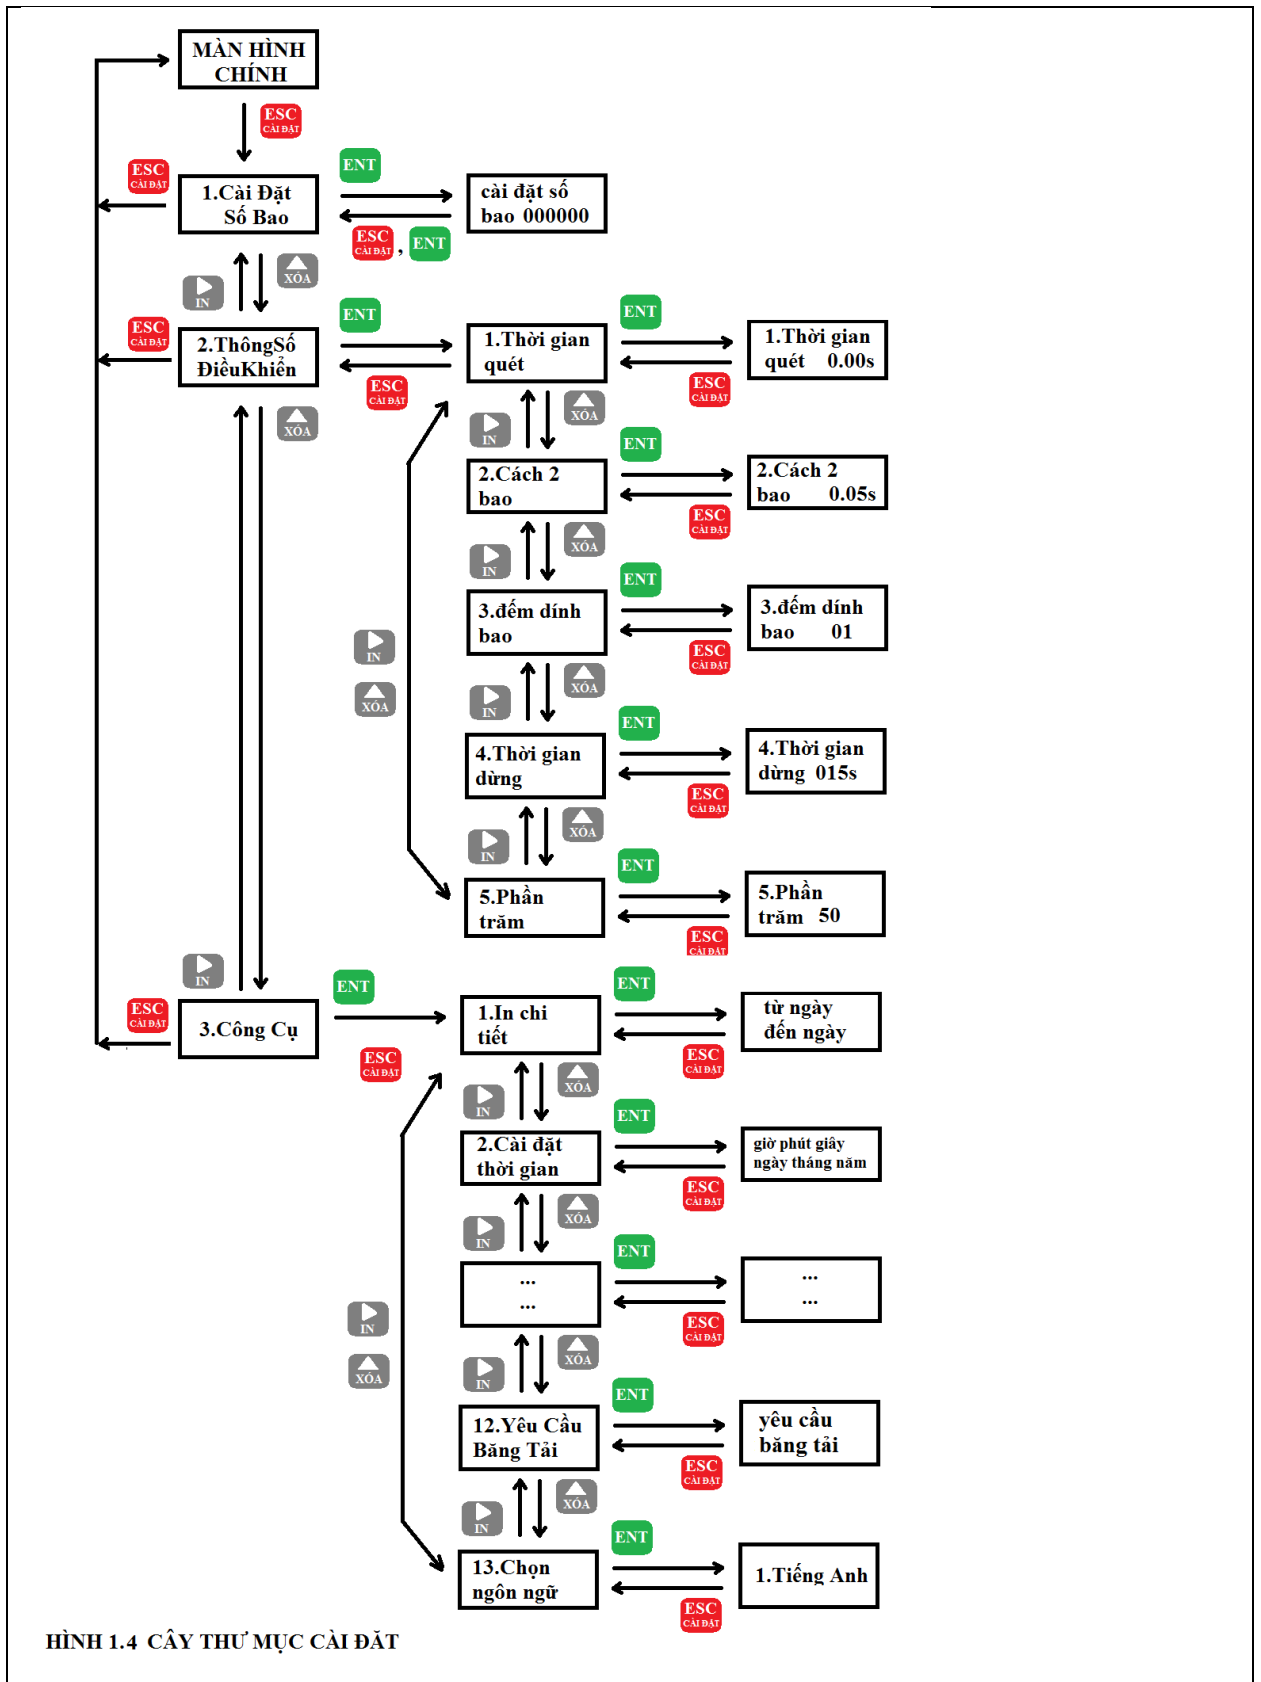 MÀN HÌNH
CHÍNH
ESC
CÀI ĐẶT
ESC
CÀI ĐẶT
ENT
1.Cài Đặt
Số Bao
cài đặt số
bao 000000
ESC
CÀI ĐẶT
,
ENT
IN
XÓA
ESC
CÀI ĐẶT
ENT
ENT
2.ThôngSố
ĐiềuKhiển
1.Thời gian
quét
1.Thời gian
quét 0.00s
ESC
CÀI ĐẶT
ESC
CÀI ĐẶT
XÓA
IN
XÓA
ENT
2.Cách 2
bao
2.Cách 2
bao 0.05s
ESC
CÀI ĐẶT
IN
XÓA
ENT
3.đếm dính
bao
3.đếm dính
bao 01
ESC
CÀI ĐẶT
IN
XÓA
IN
XÓA
ENT
4.Thời gian
dừng
4.Thời gian
dừng 015s
ESC
CÀI ĐẶT
IN
XÓA
ENT
5.Phần
trăm
5.Phần
trăm 50
ESC
CÀI ĐẶT
IN
ESC
CÀI ĐẶT
ENT
ENT
3.Công Cụ
1.In chi
tiết
từ ngày
đến ngày
ESC
CÀI ĐẶT
ESC
CÀI ĐẶT
IN
XÓA
ENT
2.Cài đặt
thời gian
giờ phút giây
ngày tháng năm
ESC
CÀI ĐẶT
IN
XÓA
ENT
...
...
...
...
ESC
CÀI ĐẶT
IN
XÓA
IN
XÓA
ENT
12.Yêu Cầu
Băng Tải
yêu cầu
băng tải
ESC
CÀI ĐẶT
IN
XÓA
ENT
13.Chọn
ngôn ngữ
1.Tiếng Anh
ESC
CÀI ĐẶT
HÌNH 1.4 CÂY THƯ MỤC CÀI ĐĂT